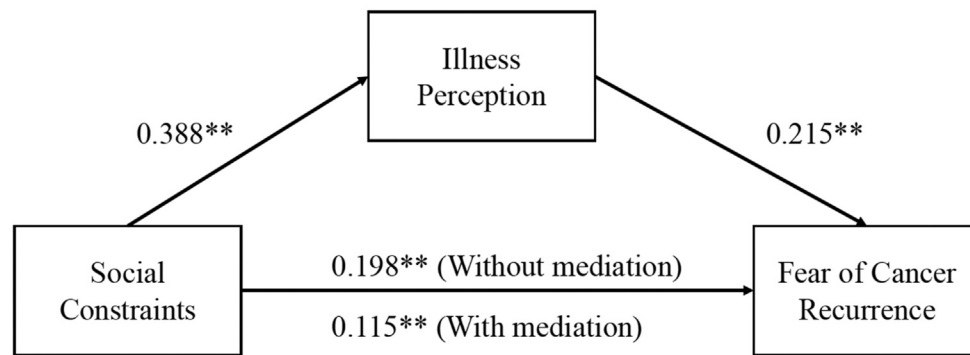 Illness
Perception
0.388**
0.215**
Social
Constraints
0.198** (Without mediation)
0.115** (With mediation)
Fear of Cancer
Recurrence